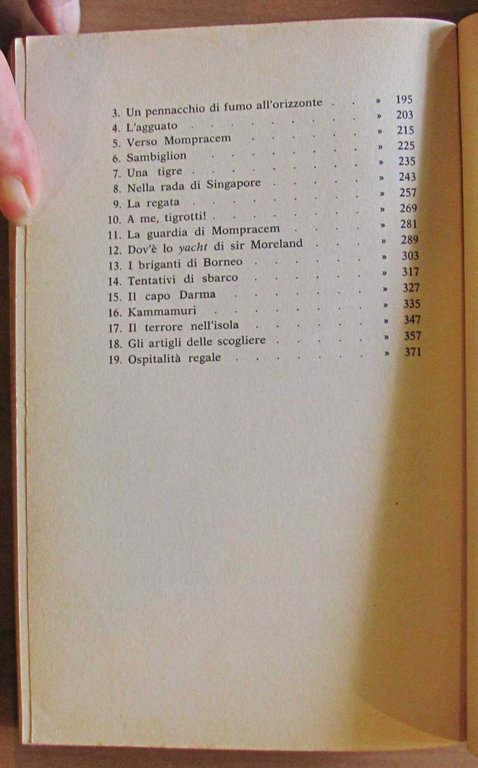 3. Un pennacchio di fumo all'orizzonte . . » 195
4. L'agguato . . . . . . . » 203
5. Verso Mompracem . . . . . » 215
6. Sambiglion . . . . . . » 225
7. Una tigre . . . . . . . » 235
8. Nella rada di Singapore . . . . » 243
9. La regata . . . . . . . » 257
10. A me, tigrotti! . . . . . . » 269
11. La guardia di Mompracem . . . . » 281
12. Dov'è lo yacht di sir Moreland . . . » 289
13. I briganti di Borneo . . . . . » 303
14. Tentativi di sbarco . . . . . » 317
15. Il capo Darma . . . . . . » 327
16. Kammamuri . . . . . . » 335
17. Il terrore nell'isola . . . . . » 347
18. Gli artigli delle scogliere . . . . » 357
19. Ospitalità regale . . . . . . » 371